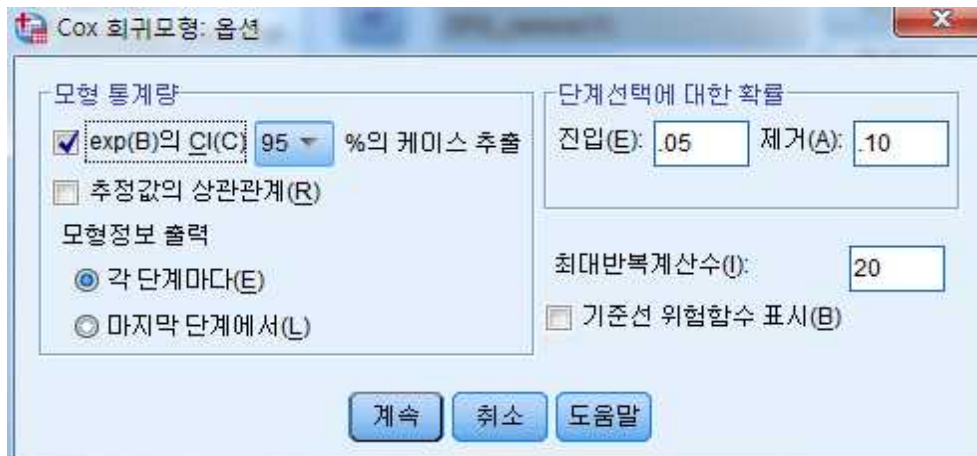 Cox 회귀모형: 옵션
모형 통계량
exp(B)의 CI(C) 95 %의 케이스 추출
추정값의 상관관계(R)
모형정보 출력
각 단계마다(E)
마지막 단계에서(L)
단계선택에 대한 확률
진입(E): .05 제거(A): .10
최대반복계산수(I): 20
기준선 위험함수 표시(B)
계속 취소 도움말